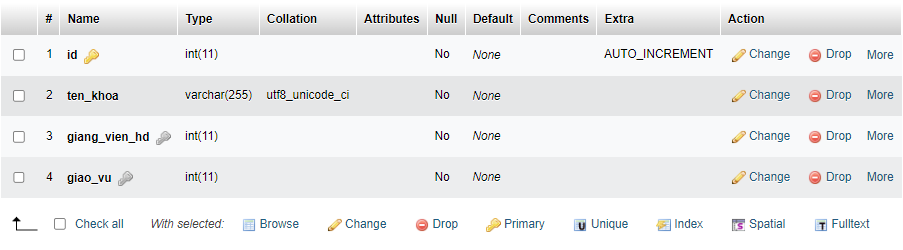 # Name Type Collation Attributes Null Default Comments Extra Action
1 id int(11) No None AUTO_INCREMENT Change Drop More
2 ten_khoa varchar(255) utf8_unicode_ci No None Change Drop More
3 giang_vien_hd int(11) No None Change Drop More
4 giao_vu int(11) No None Change Drop More
Check all With selected: Browse Change Drop Primary U Unique Index S Spatial T Fulltext